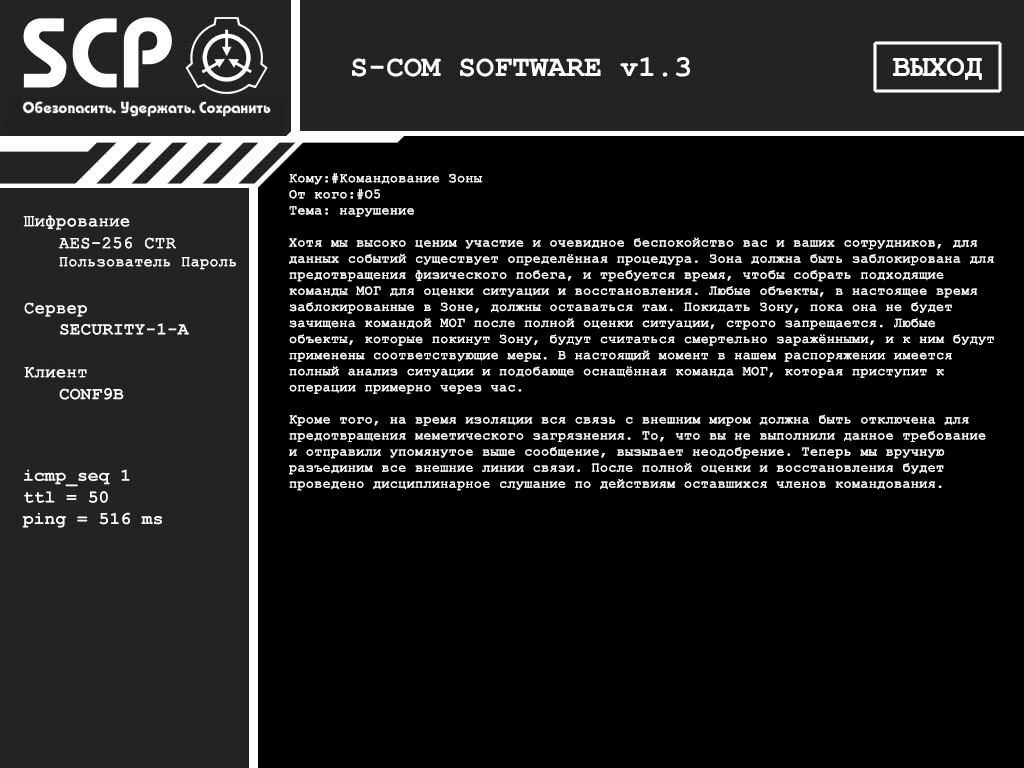 SCP
Обезопасить. Удержать. Сохранить
S-COM SOFTWARE v1.3
ВЫХОД
Шифрование
AES-256 CTR
Пользователь Пароль
Сервер
SECURITY-1-A
Клиент
CONF9B
icmp_seq 1
ttl = 50
ping = 516 ms
Кому:#Командование Зоны
От кого:#О5
Тема: нарушение
Хотя мы высоко ценим участие и очевидное беспокойство вас и ваших сотрудников, для
данных событий существует определённая процедура. Зона должна быть заблокирована для
предотвращения физического побега, и требуется время, чтобы собрать подходящие
команды МОГ для оценки ситуации и восстановления. Любые объекты, в настоящее время
заблокированные в Зоне, должны оставаться там. Покидать Зону, пока она не будет
зачищена командой МОГ после полной оценки ситуации, строго запрещается. Любые
объекты, которые покинут Зону, будут считаться смертельно заражёнными, и к ним будут
применены соответствующие меры. В настоящий момент в нашем распоряжении имеется
полный анализ ситуации и подобающе оснащённая команда МОГ, которая приступит к
операции примерно через час.
Кроме того, на время изоляции вся связь с внешним миром должна быть отключена для
предотвращения меметического загрязнения. То, что вы не выполнили данное требование
и отправили упомянутое выше сообщение, вызывает неодобрение. Теперь мы вручную
разъединим все внешние линии связи. После полной оценки и восстановления будет
проведено дисциплинарное слушание по действиям оставшихся членов командования.